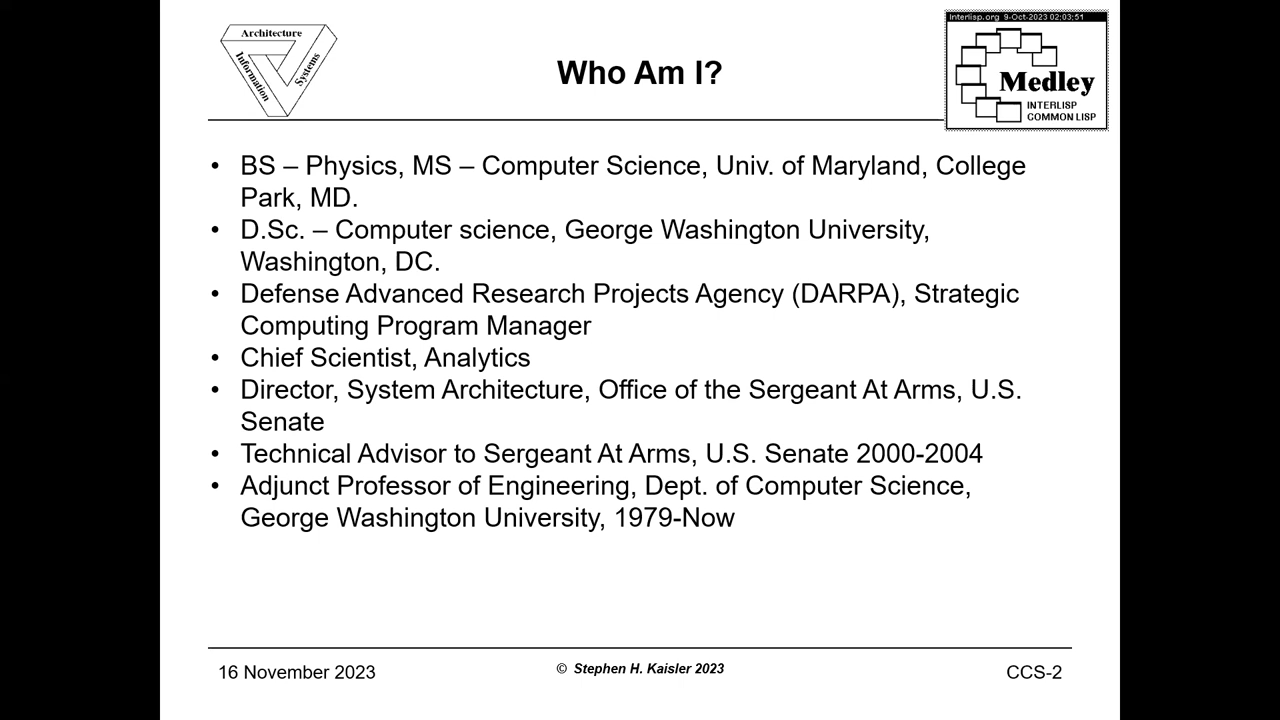 Architecture
Information
Systems
Who Am I?
Interlisp.org 9-Oct-2023 02:03:51
Medley
INTERLISP
COMMON LISP
• BS – Physics, MS – Computer Science, Univ. of Maryland, College
Park, MD.
• D.Sc. – Computer science, George Washington University,
Washington, DC.
• Defense Advanced Research Projects Agency (DARPA), Strategic
Computing Program Manager
• Chief Scientist, Analytics
• Director, System Architecture, Office of the Sergeant At Arms, U.S.
Senate
• Technical Advisor to Sergeant At Arms, U.S. Senate 2000-2004
• Adjunct Professor of Engineering, Dept. of Computer Science,
George Washington University, 1979-Now
16 November 2023
© Stephen H. Kaisler 2023
CCS-2